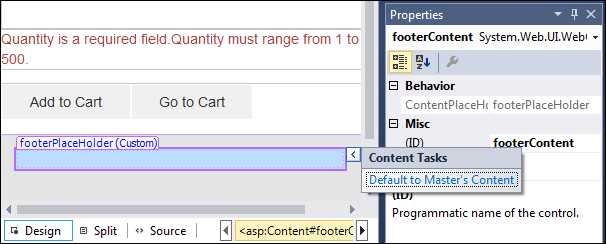 Quantity is a required field.Quantity must range from 1 to
500.
Add to Cart
Go to Cart
footerPlaceHolder (Custom)
Content Tasks
Default to Master's Content
Design
Split
Source
<asp:Content#footerC
Properties
footerContent System.Web.UI.Web
Behavior
ContentPlaceHo footerPlaceHolder
Misc
(ID) footerContent
(ID)
Programmatic name of the control.